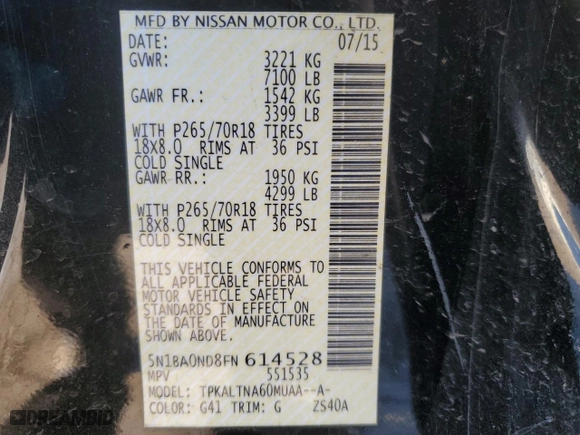 MFD BY NISSAN MOTOR CO., LTD.
DATE: 07/15
GVWR: 3221 KG
7100 LB
GAWR FR.: 1542 KG
3399 LB
WITH P265/70R18 TIRES
18X8.0 RIMS AT 36 PSI
COLD SINGLE
GAWR RR.: 1950 KG
4299 LB
WITH P265/70R18 TIRES
18X8.0 RIMS AT 36 PSI
COLD SINGLE
THIS VEHICLE CONFORMS TO
ALL APPLICABLE FEDERAL
MOTOR VEHICLE SAFETY
STANDARDS IN EFFECT ON
THE DATE OF MANUFACTURE
SHOWN ABOVE.
5N1BA0ND8FN 614528
MPV 551535
MODEL: TPKALTNA60MUAA--A-
COLOR: G41 TRIM: G ZS40A
DREAMBID